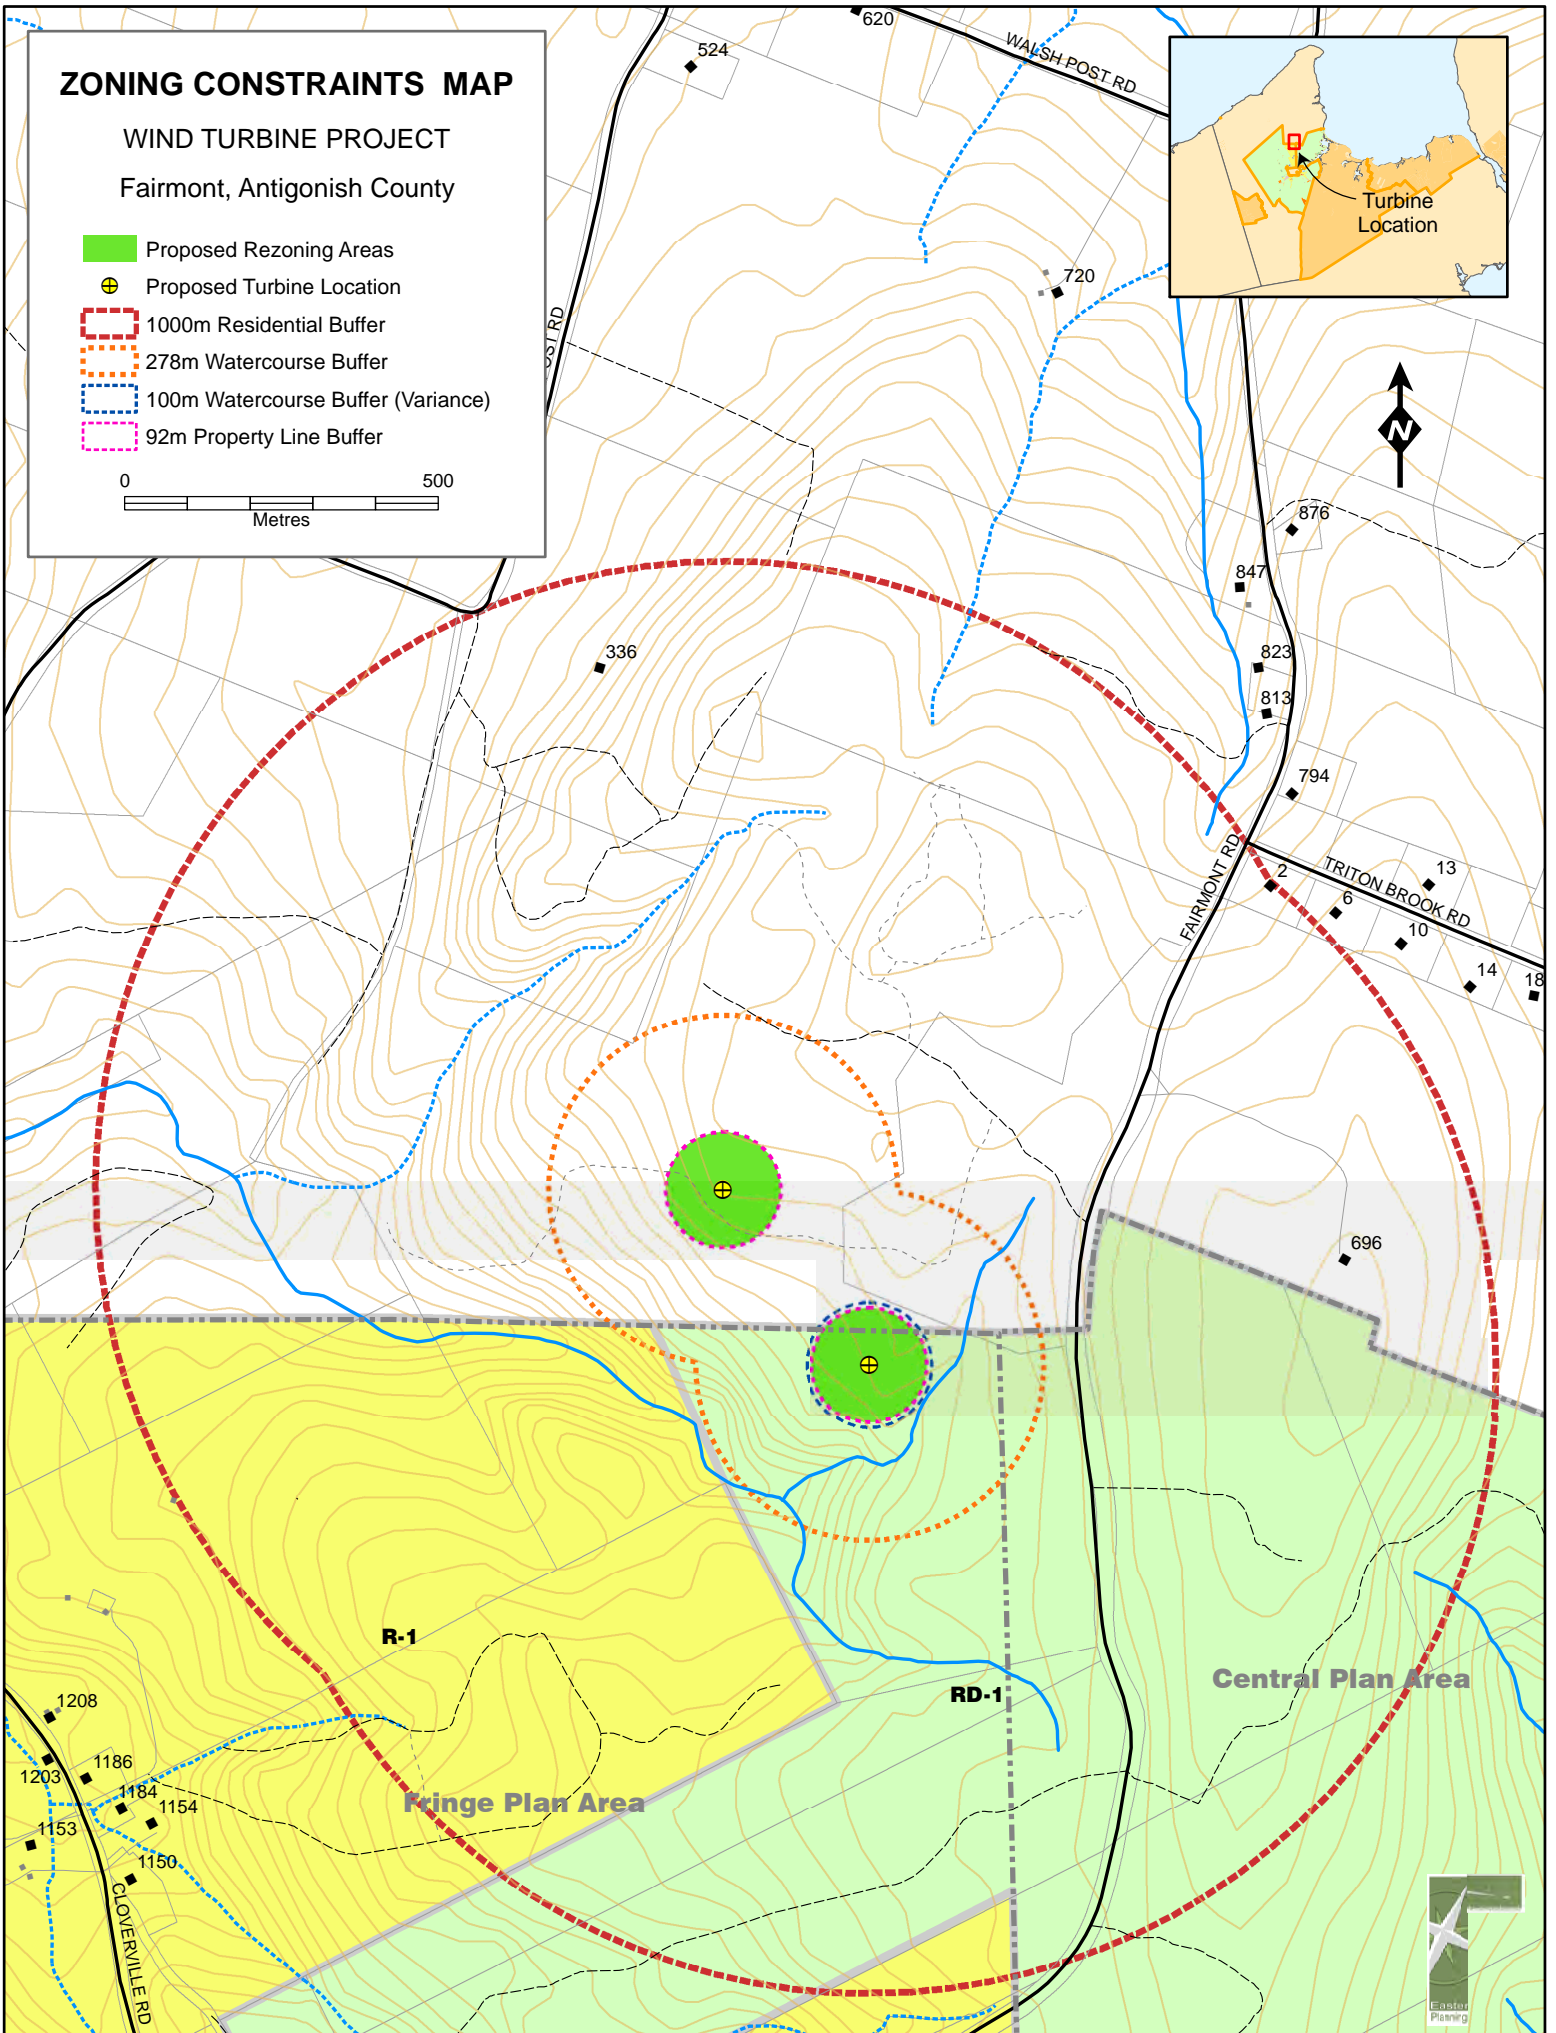 ZONING CONSTRAINTS MAP
WIND TURBINE PROJECT
Fairmont, Antigonish County
Proposed Rezoning Areas
Proposed Turbine Location
1000m Residential Buffer
278m Watercourse Buffer
100m Watercourse Buffer (Variance)
92m Property Line Buffer
0 500
Metres
620
524
WALSH POST RD
Turbine
Location
720
RD
N
876
847
336
823
813
794
FAIRMONT RD
TRITON BROOK RD
2
13
6
10
14
18
696
R-1
RD-1
Central Plan Area
Fringe Plan Area
1208
1203
1186
1184
1154
1153
1150
CLOVERVILLE RD
Easter
Planning